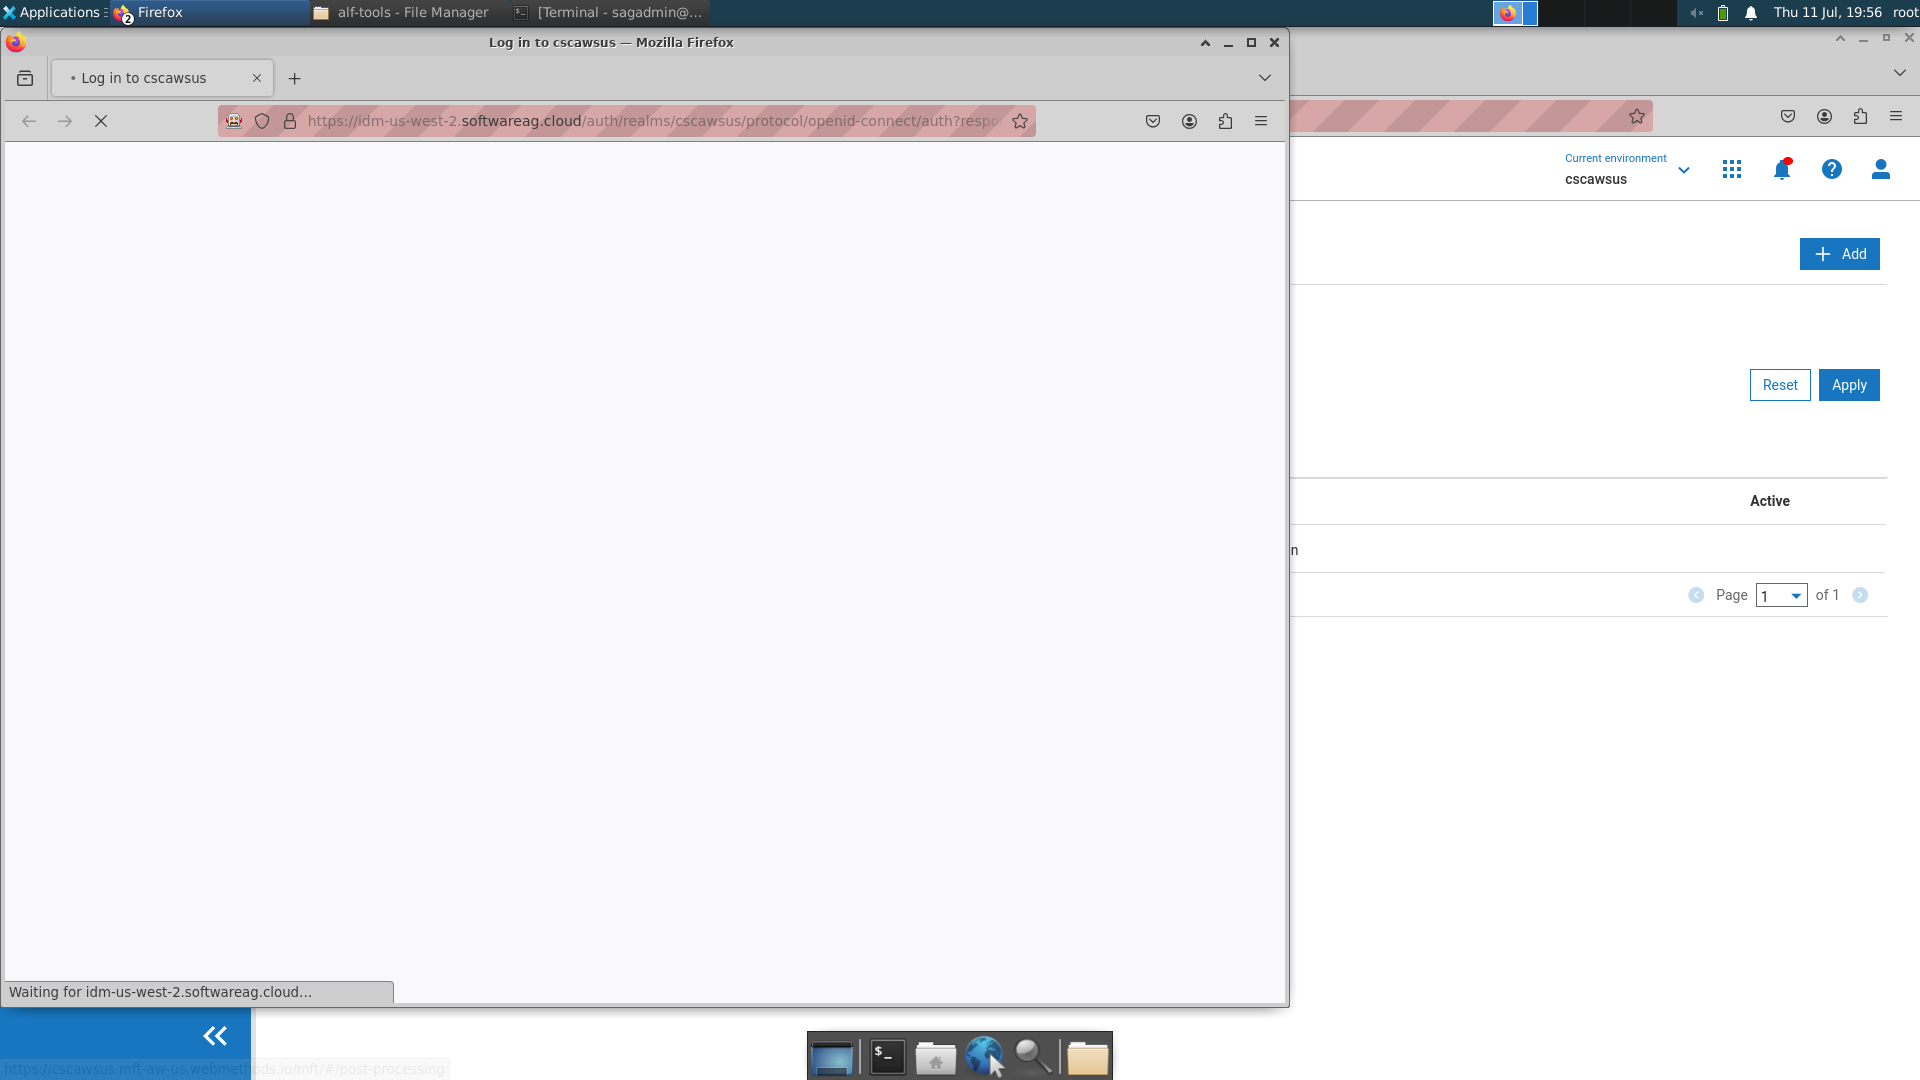 Applications
2
Firefox
alf-tools - File Manager
[Terminal - sagadmin@...
Thu 11 Jul, 19:56
root
Log in to cscawsus — Mozilla Firefox
• Log in to cscawsus
https://idm-us-west-2.softwareag.cloud/auth/realms/cscawsus/protocol/openid-connect/auth?respo
Current environment
cscawsus
Add
Reset
Apply
Active
n
Page
1
of 1
Waiting for idm-us-west-2.softwareag.cloud…
$_
https://cscawsus.mft-aw-us.webmethods.io/mft/#/post-processing